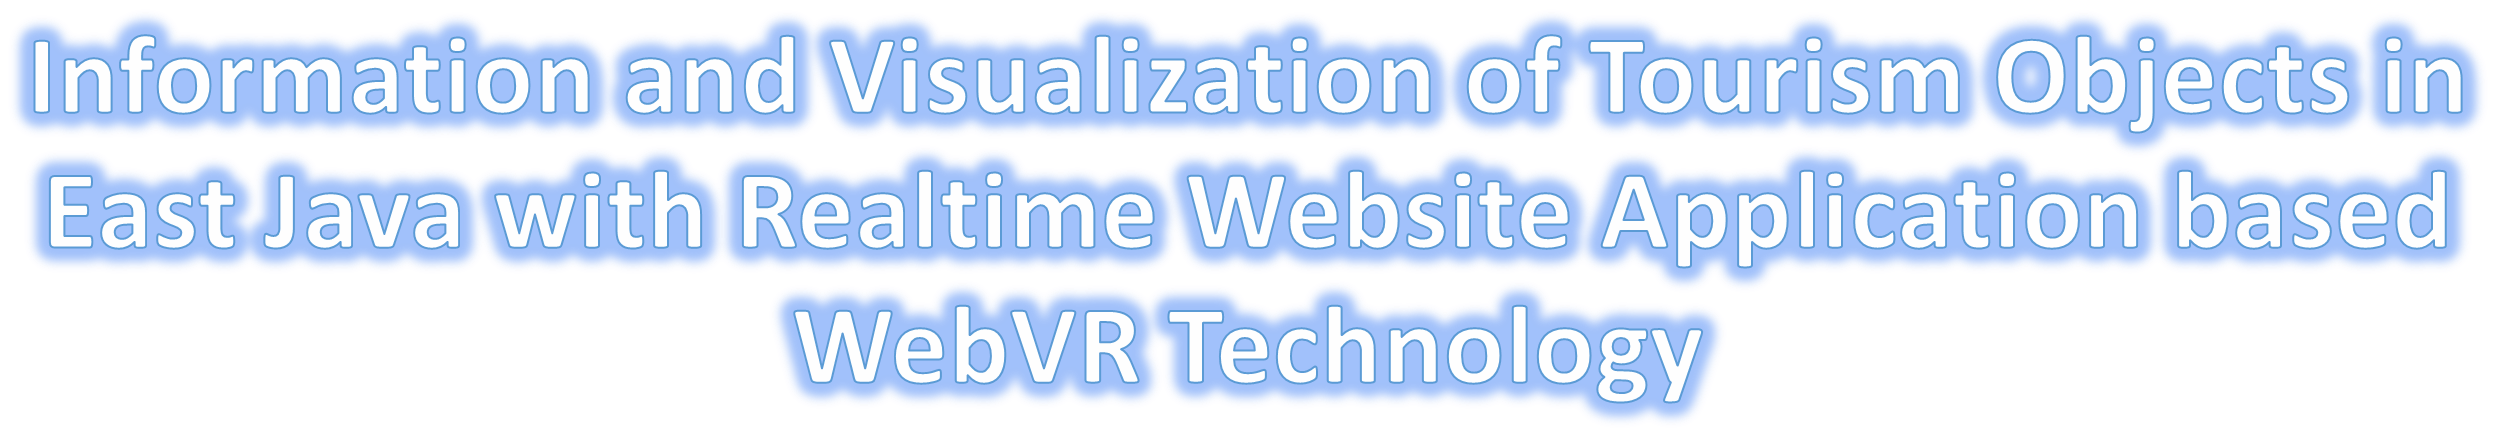 Information and Visualization of Tourism Objects in
East Java with Realtime Website Application based
WebVR Technology